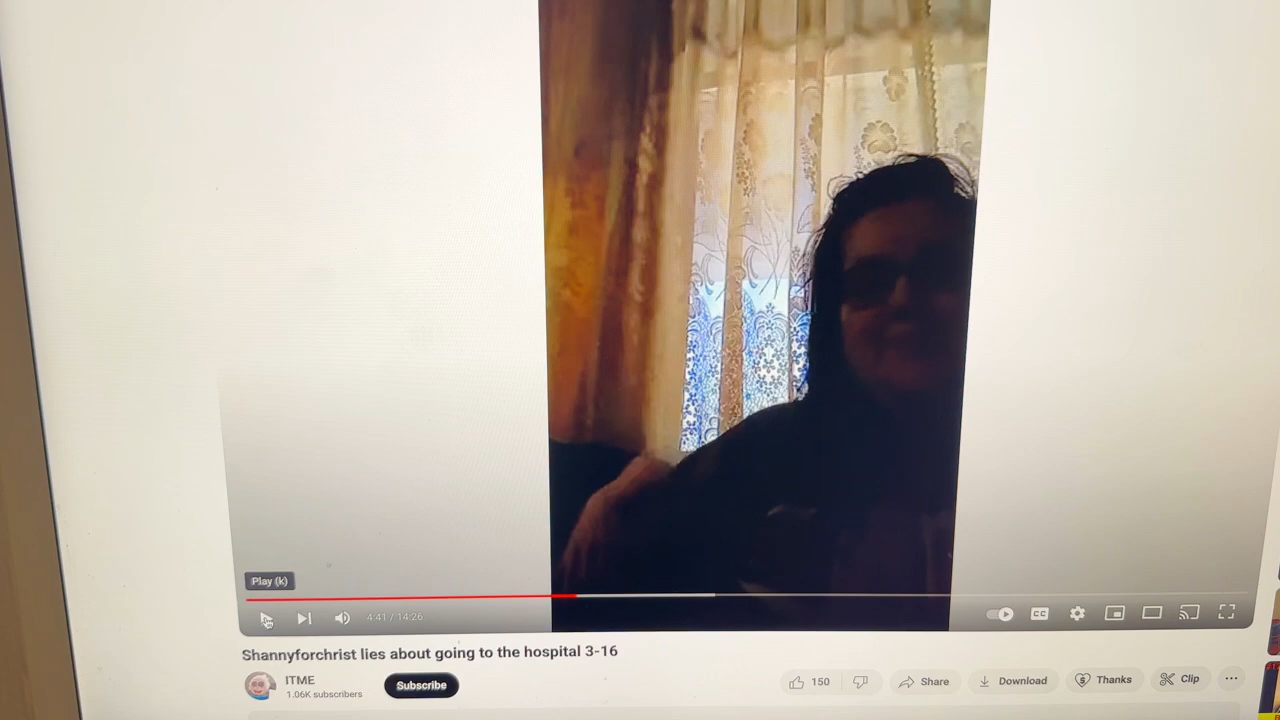 Play (k)
4:41 / 14:26
CC
Shannyforchrist lies about going to the hospital 3-16
ITME
1.06K subscribers
Subscribe
150
Share
Download
Thanks
Clip